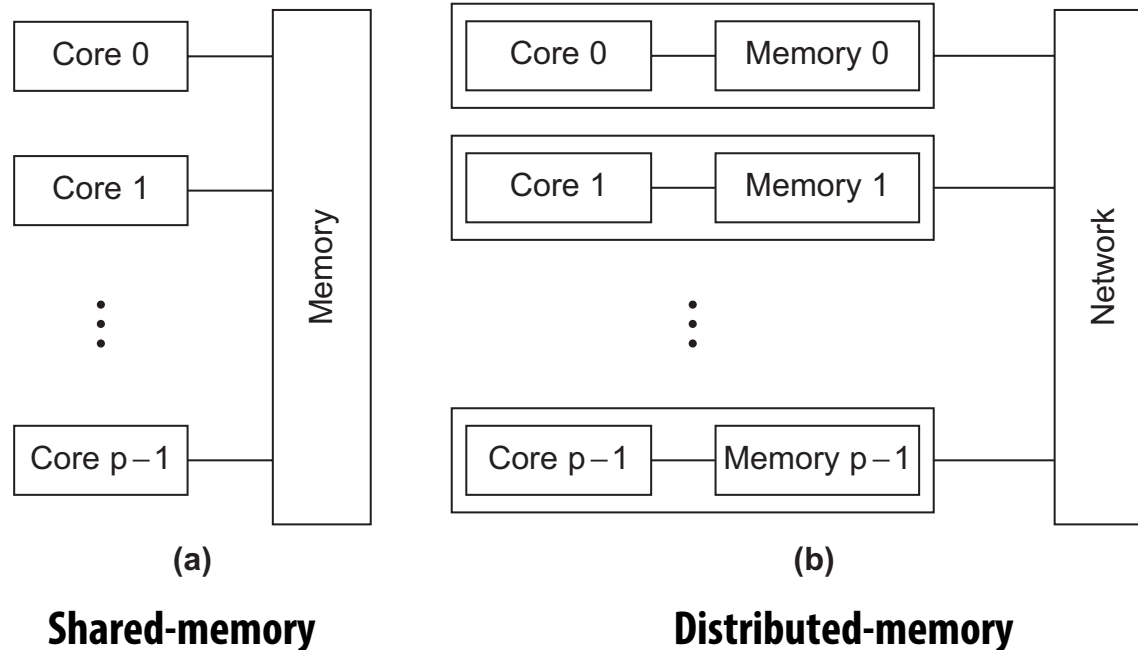 Core 0
Core 1
Core p–1
Memory
(a)
Shared-memory
Core 0
Memory 0
Core 1
Memory 1
Core p–1
Memory p–1
Network
(b)
Distributed-memory